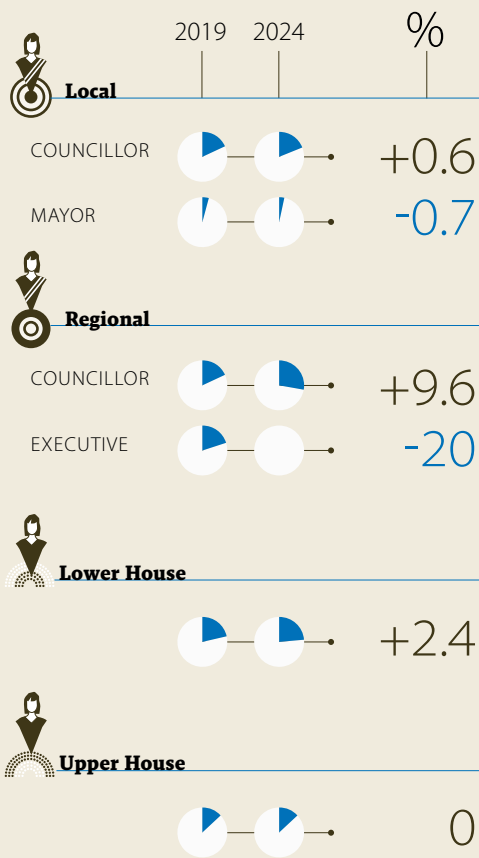 2019 2024 %
Local
COUNCILLOR +0.6
MAYOR -0.7
Regional
COUNCILLOR +9.6
EXECUTIVE -20
Lower House
+2.4
Upper House
0